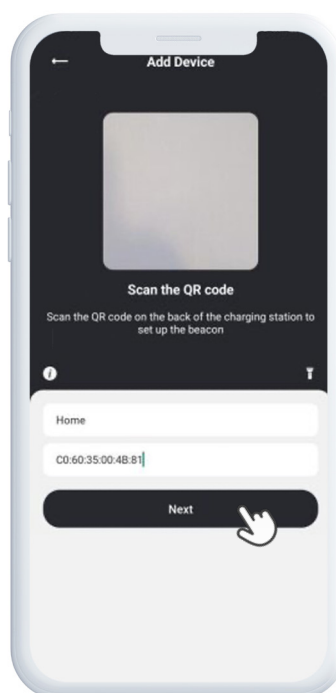 Add Device
Scan the QR code
Scan the QR code on the back of the charging station to
set up the beacon
i
Home
C0:60:35:00:4B:81
Next